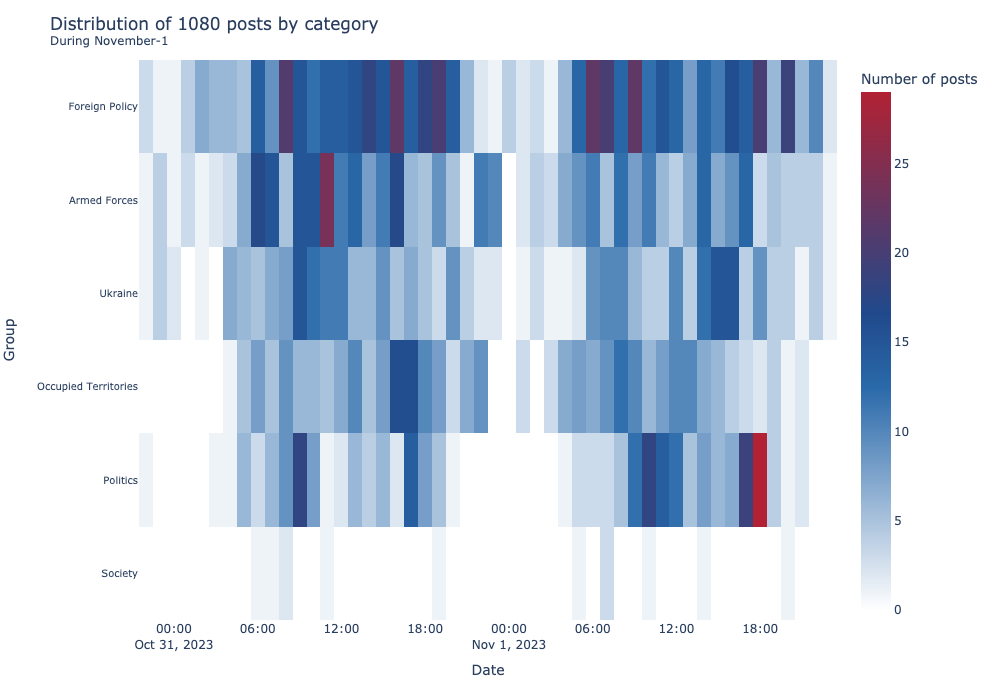 Distribution of 1080 posts by category
During November-1
Number of posts
Foreign Policy
Armed Forces
Ukraine
Occupied Territories
Politics
Society
Group
25
20
15
10
5
0
00:00
Oct 31, 2023
06:00
12:00
18:00
00:00
Nov 1, 2023
06:00
12:00
18:00
Date